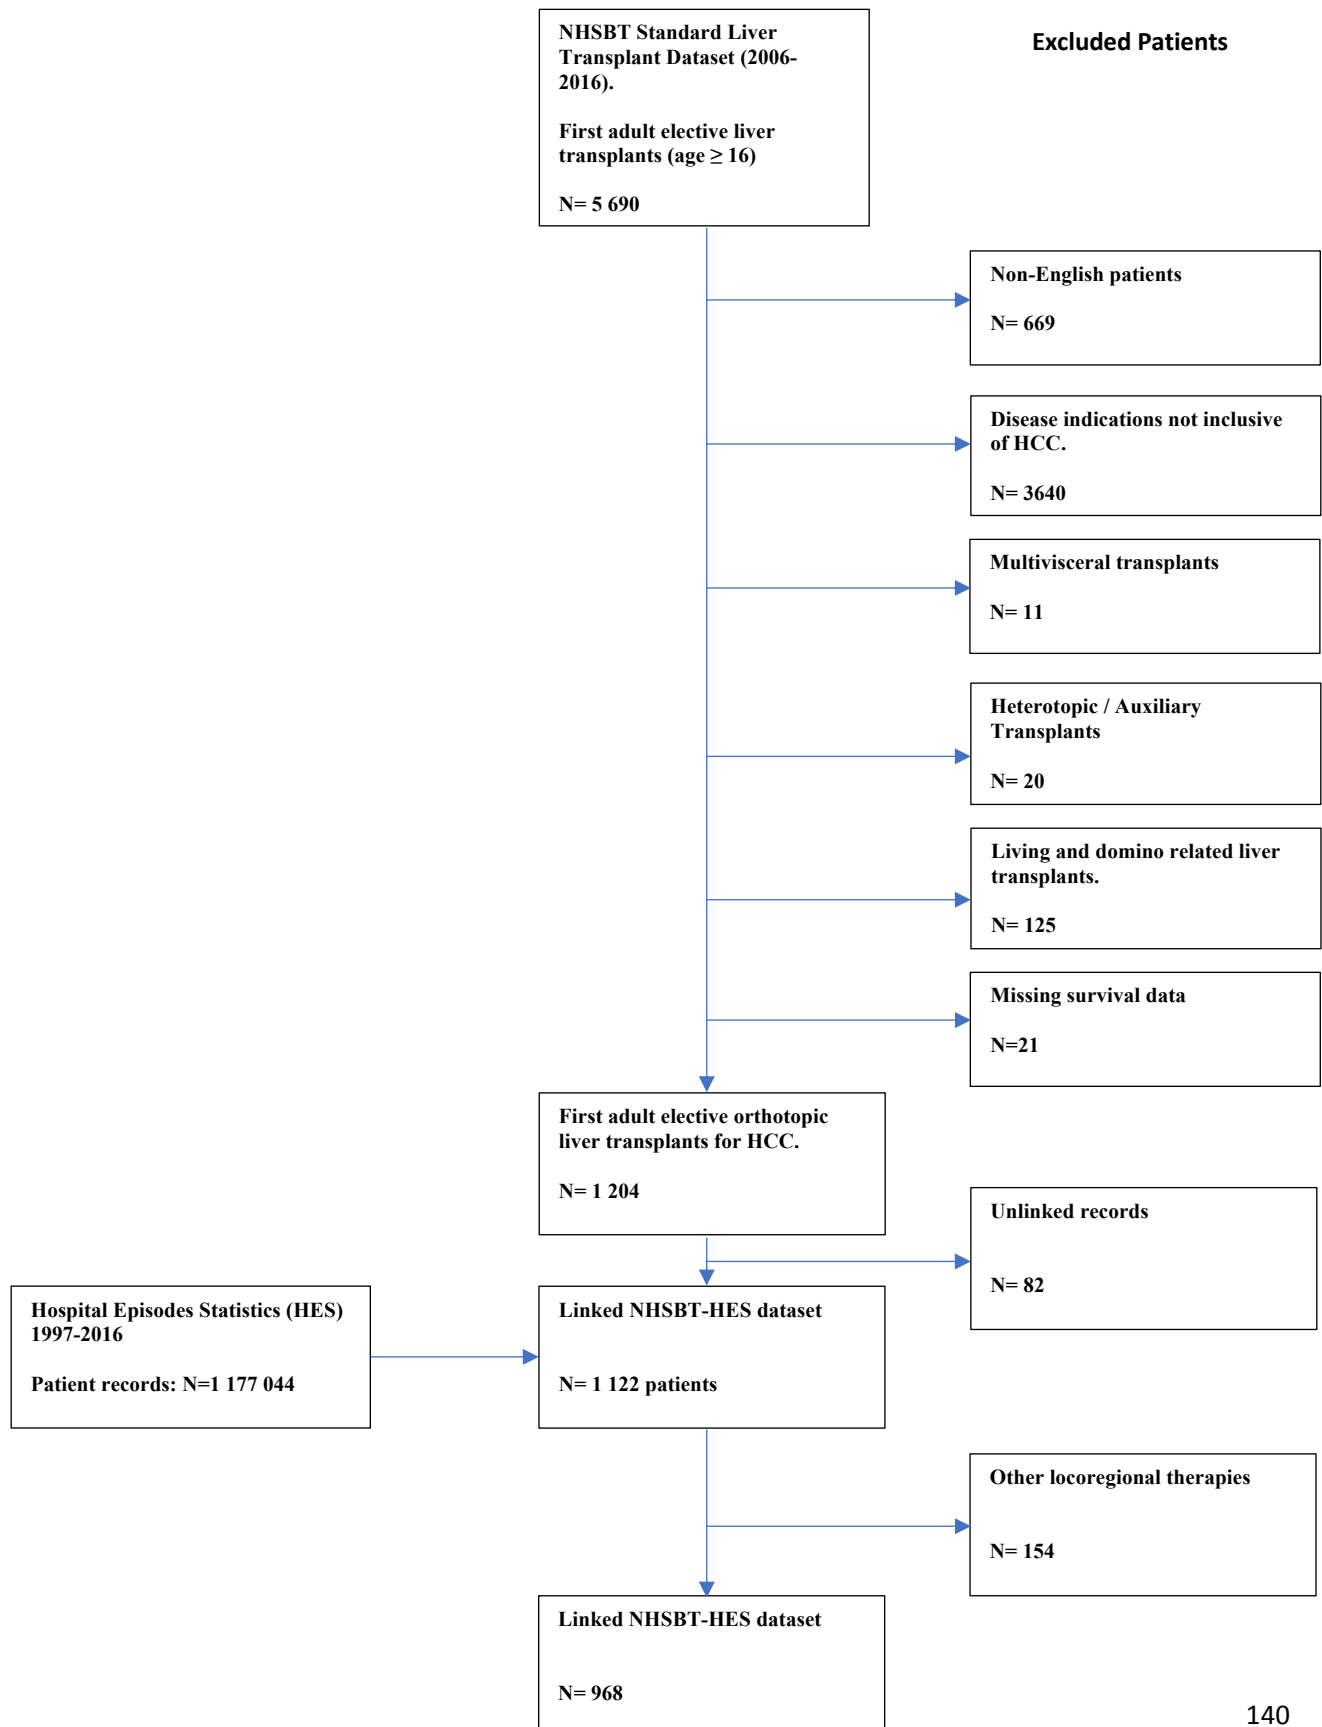 NHSBT Standard Liver
Transplant Dataset (2006-
2016).
First adult elective liver
transplants (age ≥ 16)
N= 5 690
Excluded Patients
Non-English patients
N= 669
Disease indications not inclusive
of HCC.
N= 3640
Multivisceral transplants
N= 11
Heterotopic / Auxiliary
Transplants
N= 20
Living and domino related liver
transplants.
N= 125
Missing survival data
N=21
First adult elective orthotopic
liver transplants for HCC.
N= 1 204
Unlinked records
N= 82
Hospital Episodes Statistics (HES)
1997-2016
Patient records: N=1 177 044
Linked NHSBT-HES dataset
N= 1 122 patients
Other locoregional therapies
N= 154
Linked NHSBT-HES dataset
N= 968
140